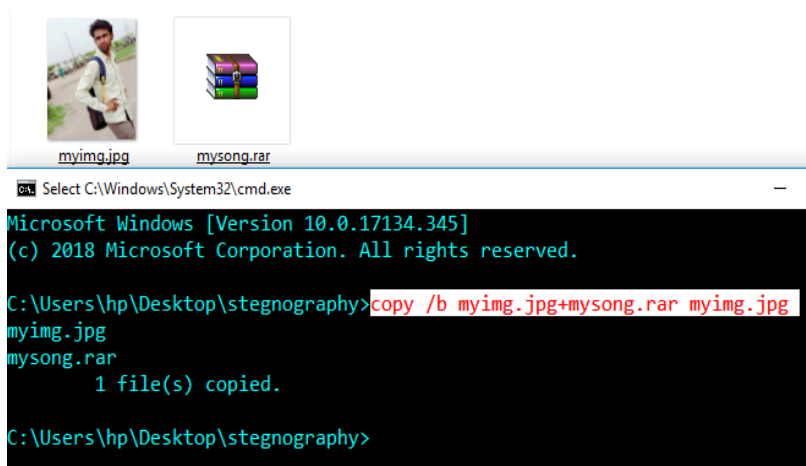 myimg.jpg mysong.rar
Select C:\Windows\System32\cmd.exe
Microsoft Windows [Version 10.0.17134.345]
(c) 2018 Microsoft Corporation. All rights reserved.
C:\Users\hp\Desktop\stegnography>copy /b myimg.jpg+mysong.rar myimg.jpg
myimg.jpg
mysong.rar
1 file(s) copied.
C:\Users\hp\Desktop\stegnography>